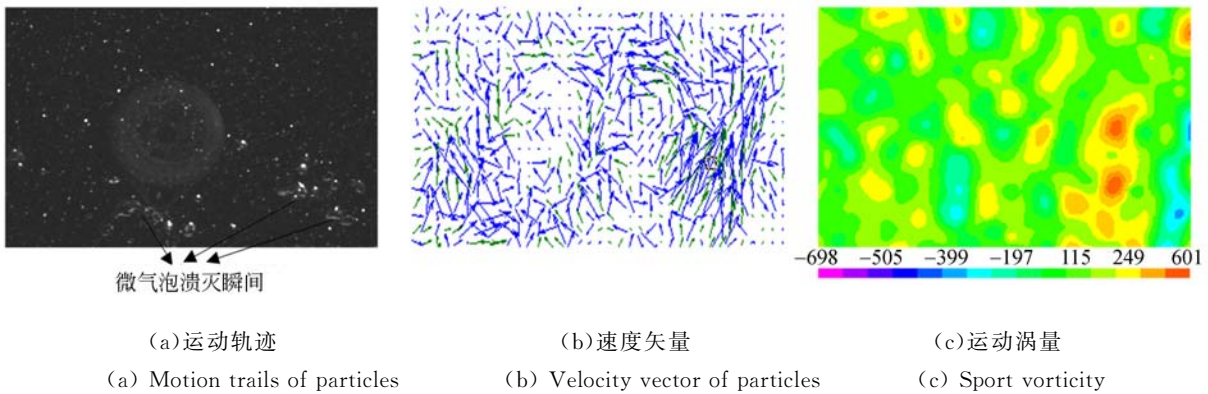 −698 −505 −399 −197 115 249 601
微气泡溃灭瞬间
(a)运动轨迹
(b)速度矢量
(c)运动涡量
(a) Motion trails of particles
(b) Velocity vector of particles
(c) Sport vorticity